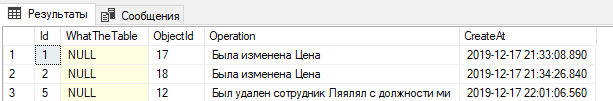 Результаты Сообщения
Id WhatTheTable ObjectId Operation CreateAt
1 1 NULL 17 Была изменена Цена 2019-12-17 21:33:08.890
2 2 NULL 18 Была изменена Цена 2019-12-17 21:34:26.840
3 5 NULL 12 Был удален сотрудник Ляялял с должности ми 2019-12-17 22:01:06.560